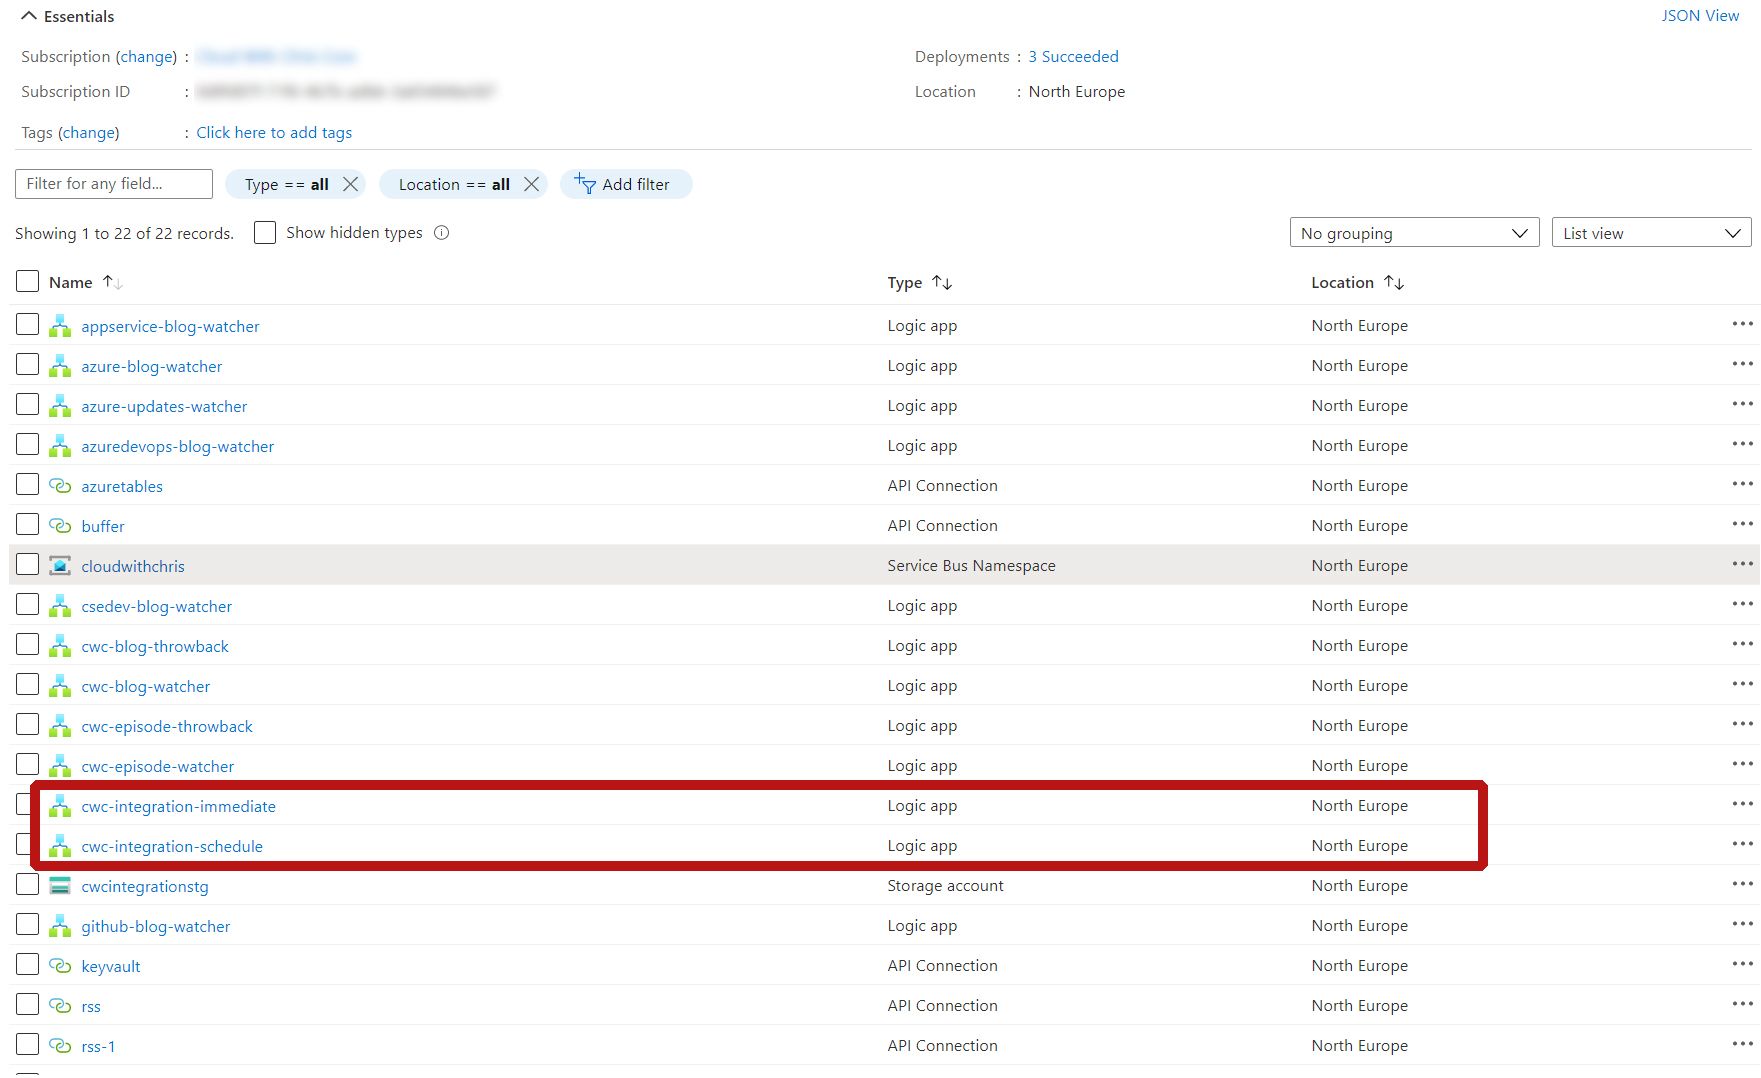 Essentials JSON View
Subscription (change) : Deployments : 3 Succeeded
Subscription ID : Location : North Europe
Tags (change) : Click here to add tags
Filter for any field... Type == all Location == all Add filter
Showing 1 to 22 of 22 records. Show hidden types No grouping List view
Name Type Location
appservice-blog-watcher Logic app North Europe
azure-blog-watcher Logic app North Europe
azure-updates-watcher Logic app North Europe
azuredevops-blog-watcher Logic app North Europe
azuretables API Connection North Europe
buffer API Connection North Europe
cloudwithchris Service Bus Namespace North Europe
csedev-blog-watcher Logic app North Europe
cwc-blog-throwback Logic app North Europe
cwc-blog-watcher Logic app North Europe
cwc-episode-throwback Logic app North Europe
cwc-episode-watcher Logic app North Europe
cwc-integration-immediate Logic app North Europe
cwc-integration-schedule Logic app North Europe
cwcintegrationstg Storage account North Europe
github-blog-watcher Logic app North Europe
keyvault API Connection North Europe
rss API Connection North Europe
rss-1 API Connection North Europe